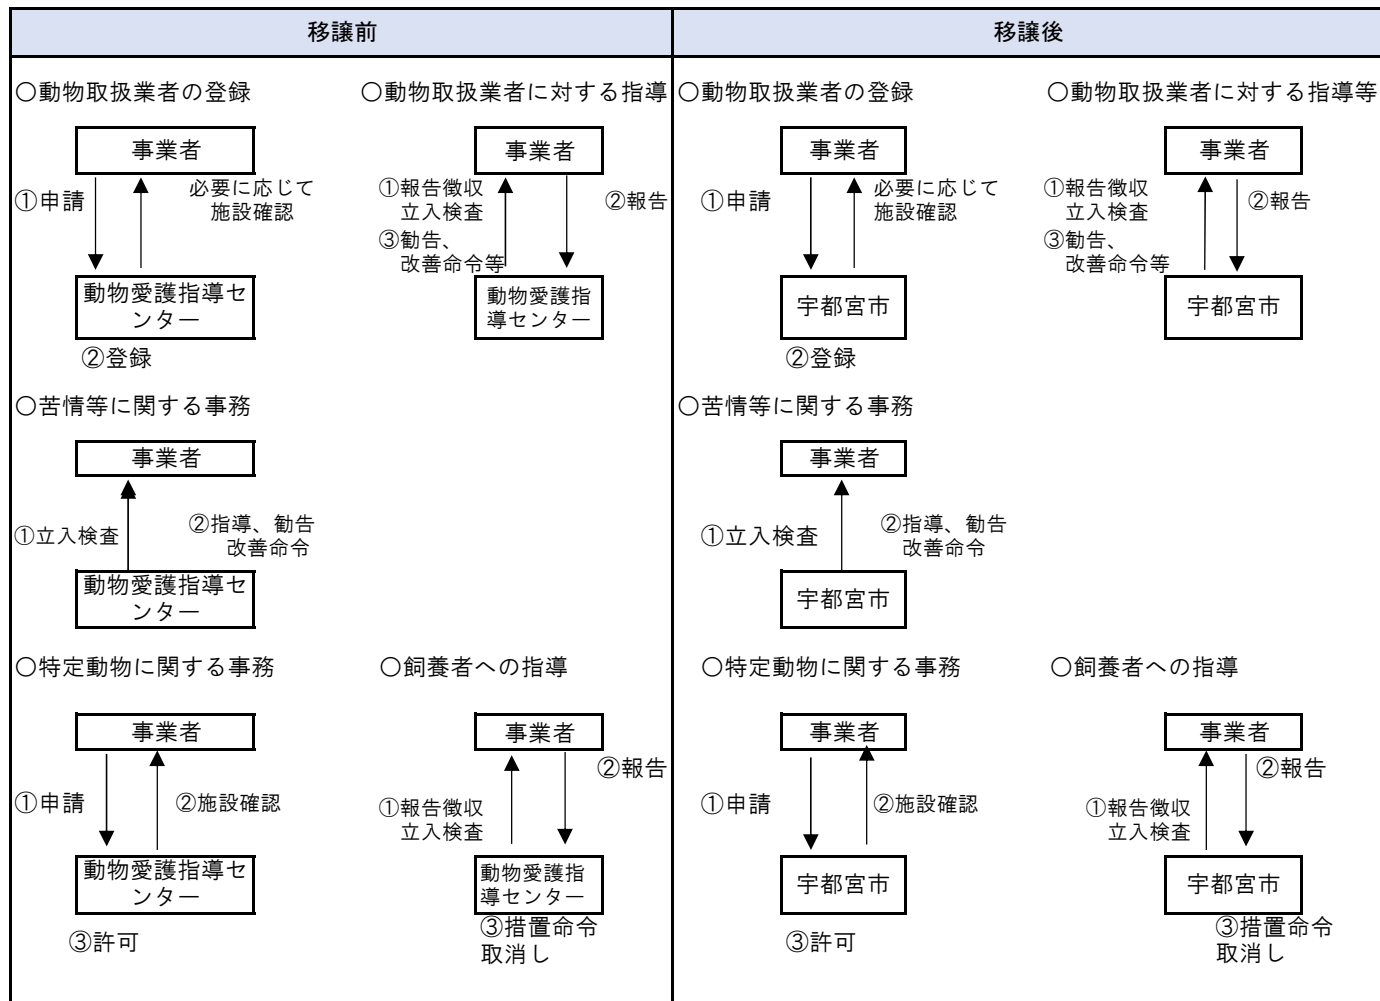 移譲前
〇動物取扱業者の登録
事業者
①申請
必要に応じて
施設確認
動物愛護指導セ
ンター
②登録
〇動物取扱業者に対する指導
事業者
①報告徴収
立入検査
③勧告、
改善命令等
②報告
動物愛護指
導センター
〇苦情等に関する事務
事業者
①立入検査
②指導、勧告
改善命令
動物愛護指導セ
ンター
〇特定動物に関する事務
事業者
①申請
②施設確認
動物愛護指導セ
ンター
③許可
〇飼養者への指導
事業者
①報告徴収
立入検査
②報告
動物愛護指
導センター
③措置命令
取消し
移譲後
〇動物取扱業者の登録
事業者
①申請
必要に応じて
施設確認
宇都宮市
②登録
〇動物取扱業者に対する指導等
事業者
①報告徴収
立入検査
③勧告、
改善命令等
②報告
宇都宮市
〇苦情等に関する事務
事業者
①立入検査
②指導、勧告
改善命令
宇都宮市
〇特定動物に関する事務
事業者
①申請
②施設確認
宇都宮市
③許可
〇飼養者への指導
事業者
①報告徴収
立入検査
②報告
宇都宮市
③措置命令
取消し